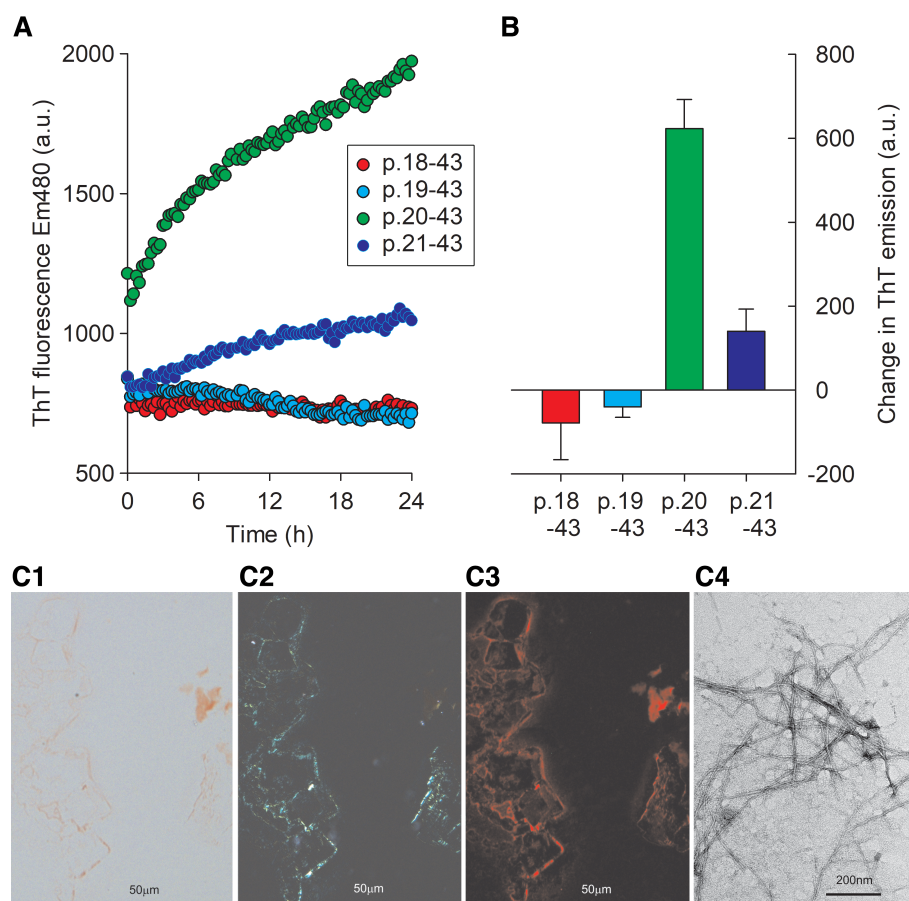 A
B
ThT fluorescence Em480 (a.u.)
2000
1500
1000
500
0
6
12
18
24
Time (h)
p.18-43
p.19-43
p.20-43
p.21-43
800
600
400
200
0
-200
Change in ThT emission (a.u.)
p.18
-43
p.19
-43
p.20
-43
p.21
-43
C1
C2
C3
C4
50μm
50μm
50μm
200nm